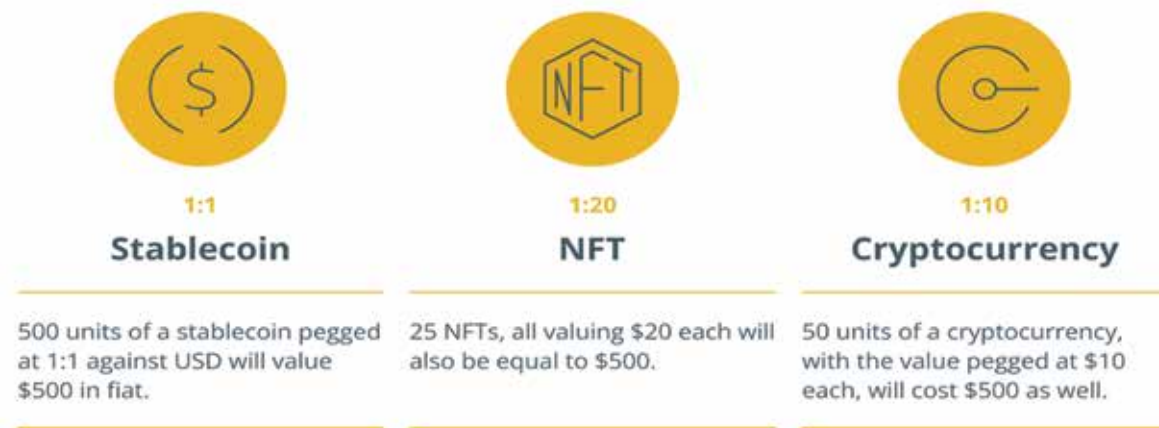 $
NFT
1:1
1:20
1:10
Stablecoin
NFT
Cryptocurrency
500 units of a stablecoin pegged
at 1:1 against USD will value
$500 in fiat.
25 NFTs, all valuing $20 each will
also be equal to $500.
50 units of a cryptocurrency,
with the value pegged at $10
each, will cost $500 as well.